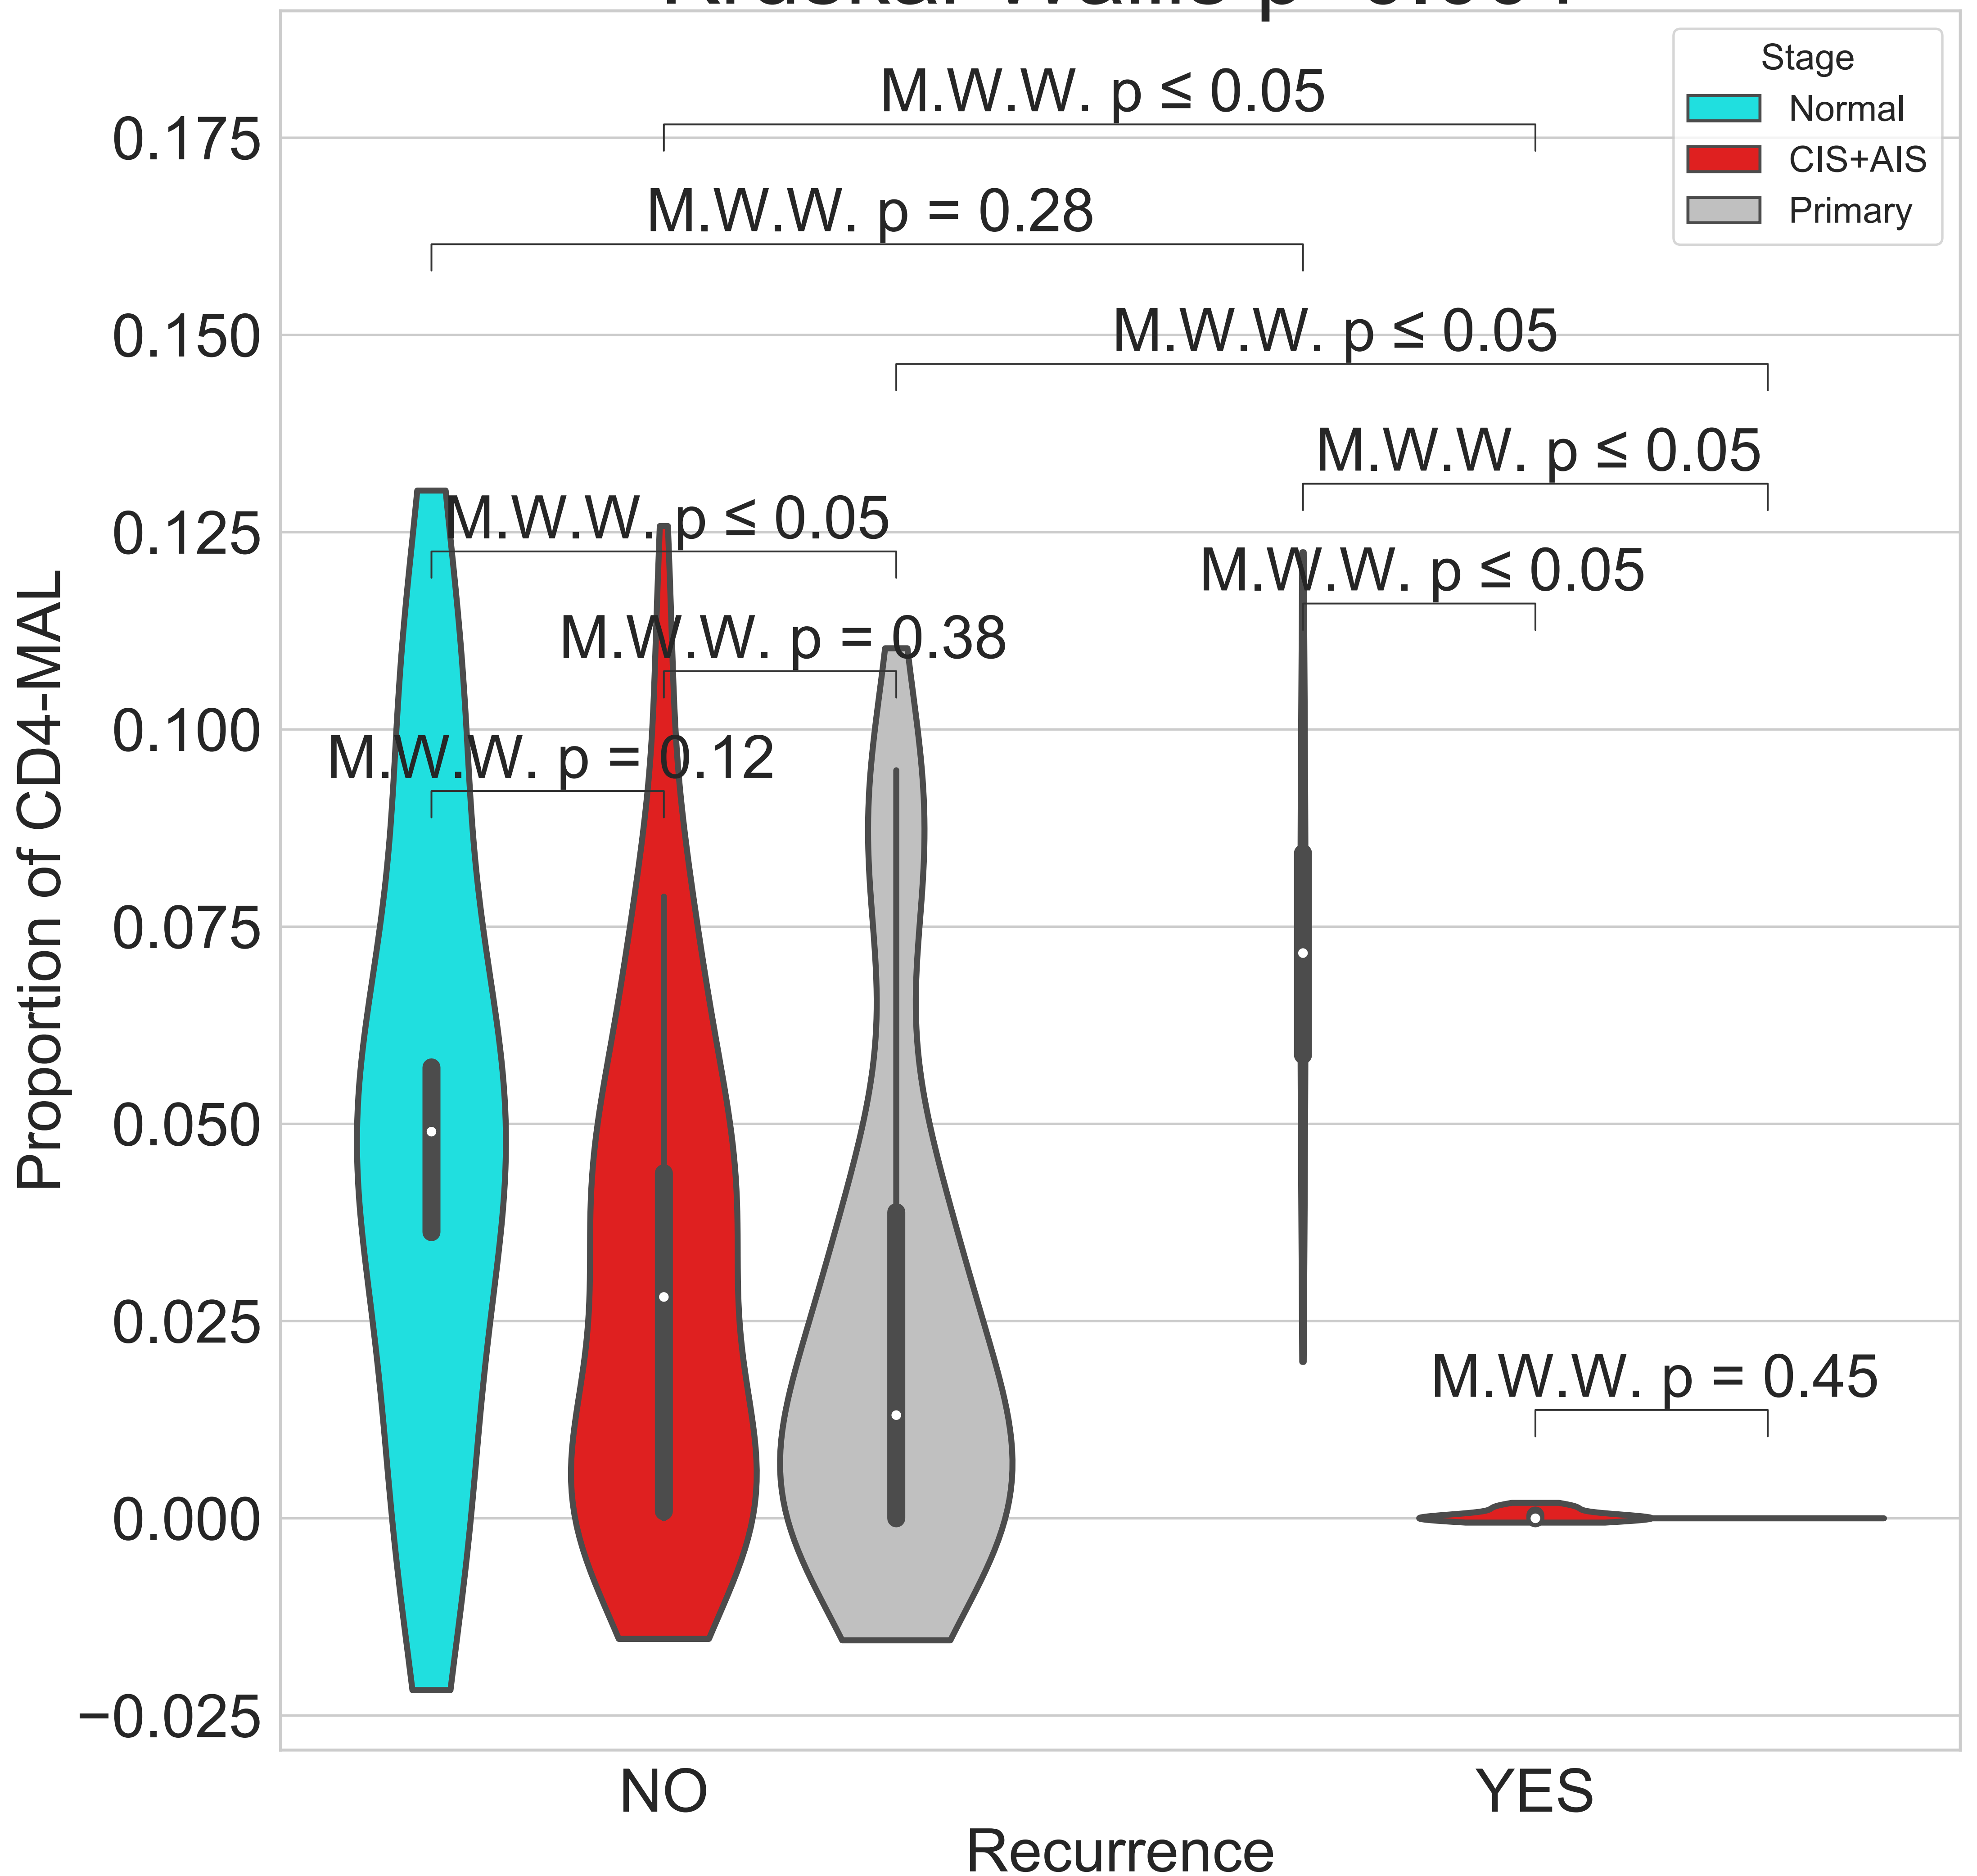 Stage
Normal
CIS+AIS
Primary
M.W.W. p ≤ 0.05
M.W.W. p = 0.28
M.W.W. p ≤ 0.05
M.W.W. p ≤ 0.05
M.W.W. p ≤ 0.05
M.W.W. p ≤ 0.05
M.W.W. p = 0.38
M.W.W. p = 0.12
M.W.W. p = 0.45
0.175
0.150
0.125
0.100
0.075
0.050
0.025
0.000
−0.025
Proportion of CD4-MAL
NO
YES
Recurrence